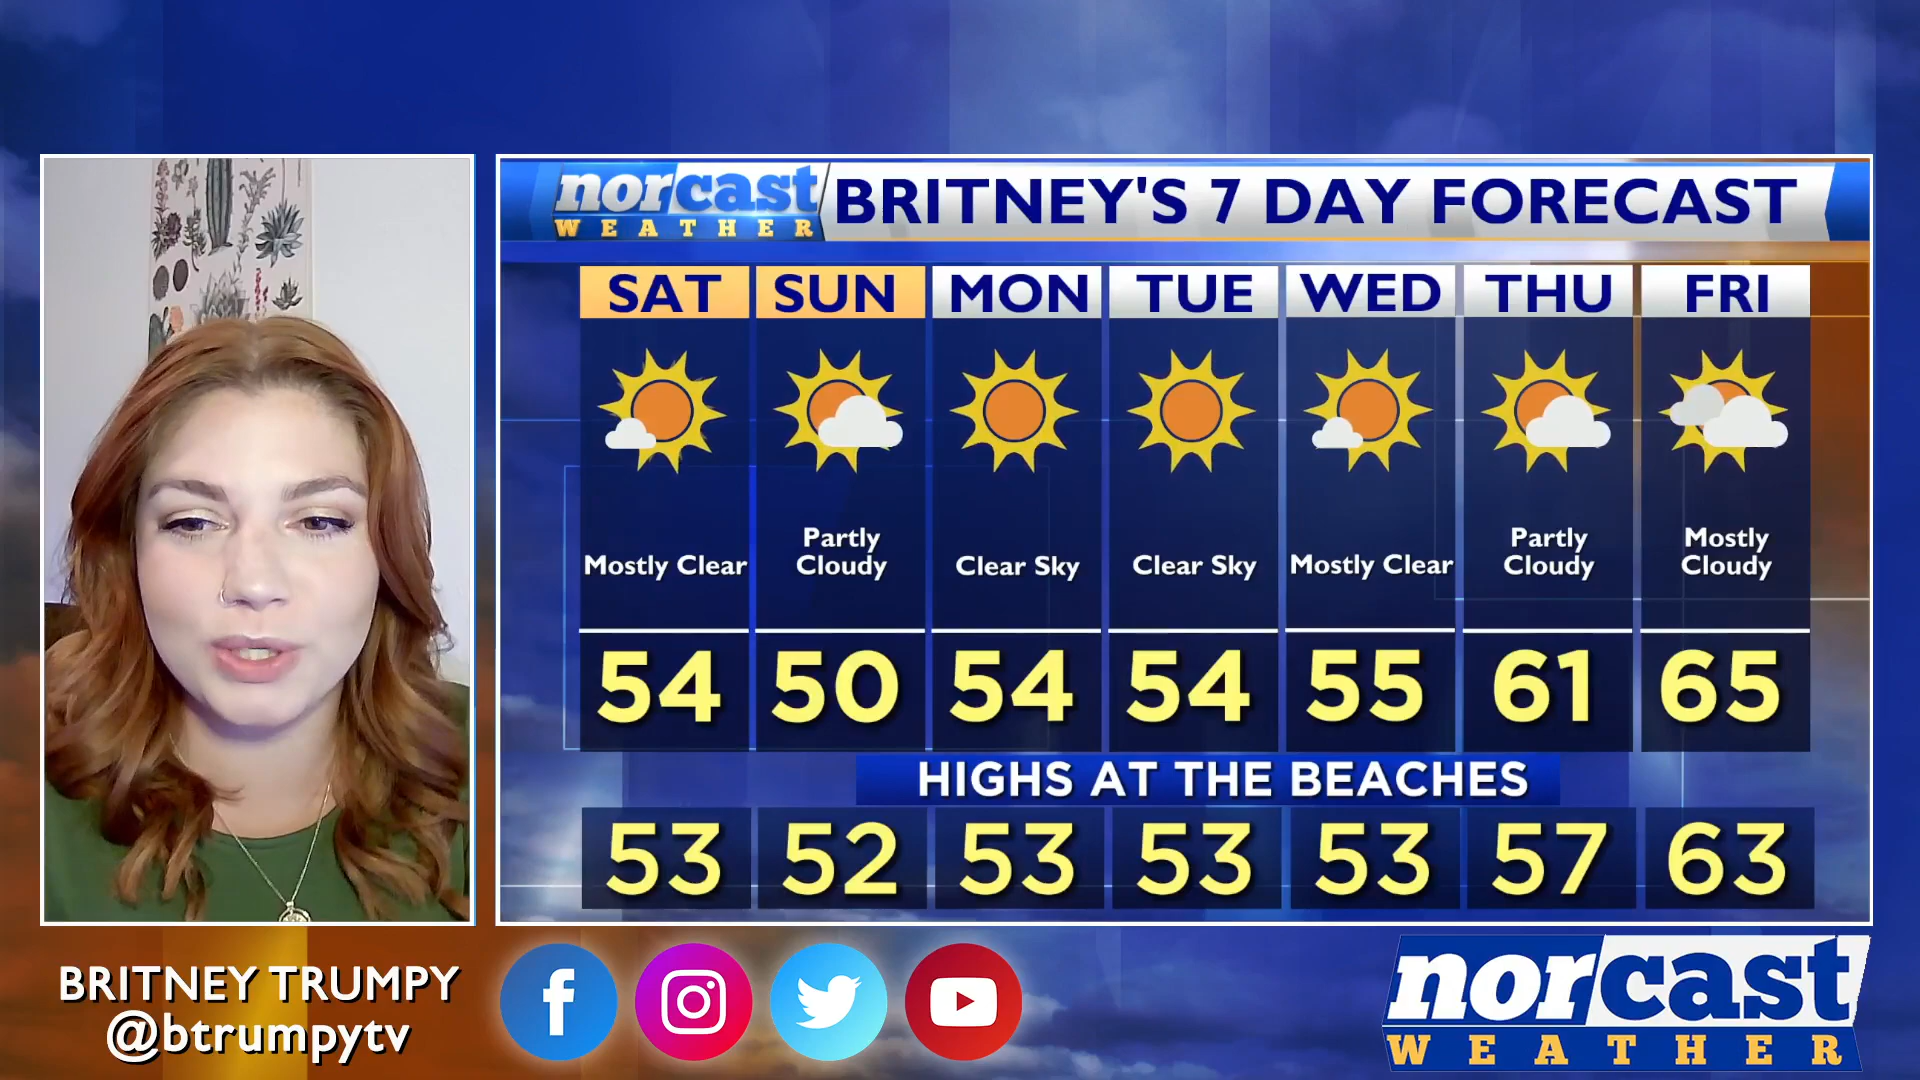 norcast
WEATHER
BRITNEY'S 7 DAY FORECAST
SAT SUN MON TUE WED THU FRI
Mostly Clear
Partly
Cloudy
Clear Sky
Clear Sky
Mostly Clear
Partly
Cloudy
Mostly
Cloudy
54 50 54 54 55 61 65
HIGHS AT THE BEACHES
53 52 53 53 53 57 63
BRITNEY TRUMPY
@btrumpytv
f
norcast
WEATHER